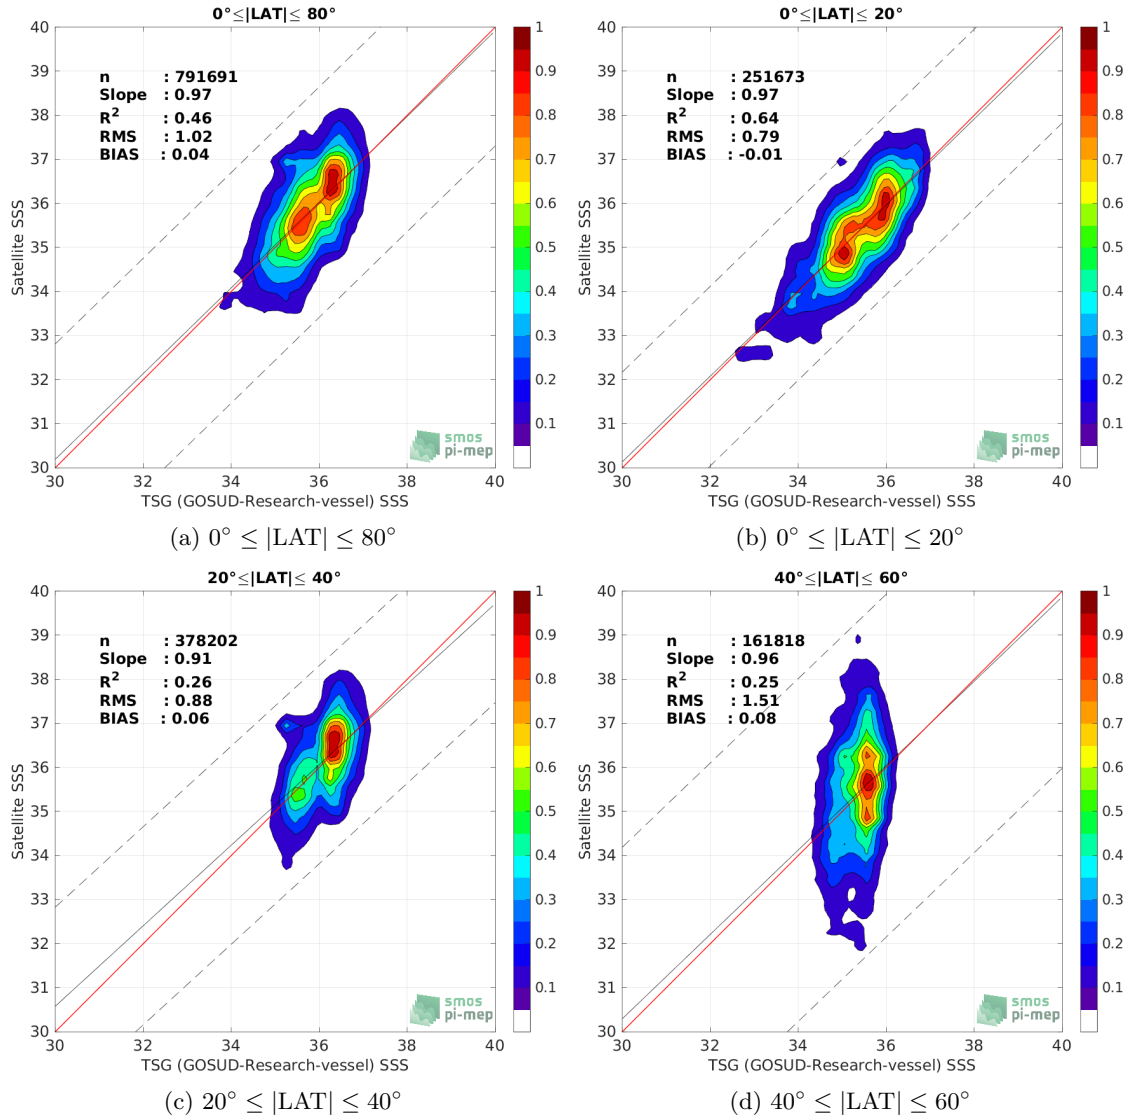 0°≤|LAT|≤ 80°
n : 791691
Slope : 0.97
R² : 0.46
RMS : 1.02
BIAS : 0.04
Satellite SSS
40
39
38
37
36
35
34
33
32
31
30
30 32 34 36 38 40
TSG (GOSUD-Research-vessel) SSS
1
0.9
0.8
0.7
0.6
0.5
0.4
0.3
0.2
0.1
smos
pi-mep
(a) 0° ≤ |LAT| ≤ 80°
0°≤|LAT|≤ 20°
n : 251673
Slope : 0.97
R² : 0.64
RMS : 0.79
BIAS : -0.01
Satellite SSS
40
39
38
37
36
35
34
33
32
31
30
30 32 34 36 38 40
TSG (GOSUD-Research-vessel) SSS
1
0.9
0.8
0.7
0.6
0.5
0.4
0.3
0.2
0.1
smos
pi-mep
(b) 0° ≤ |LAT| ≤ 20°
20°≤|LAT|≤ 40°
n : 378202
Slope : 0.91
R² : 0.26
RMS : 0.88
BIAS : 0.06
Satellite SSS
40
39
38
37
36
35
34
33
32
31
30
30 32 34 36 38 40
TSG (GOSUD-Research-vessel) SSS
1
0.9
0.8
0.7
0.6
0.5
0.4
0.3
0.2
0.1
smos
pi-mep
(c) 20° ≤ |LAT| ≤ 40°
40°≤|LAT|≤ 60°
n : 161818
Slope : 0.96
R² : 0.25
RMS : 1.51
BIAS : 0.08
Satellite SSS
40
39
38
37
36
35
34
33
32
31
30
30 32 34 36 38 40
TSG (GOSUD-Research-vessel) SSS
1
0.9
0.8
0.7
0.6
0.5
0.4
0.3
0.2
0.1
smos
pi-mep
(d) 40° ≤ |LAT| ≤ 60°